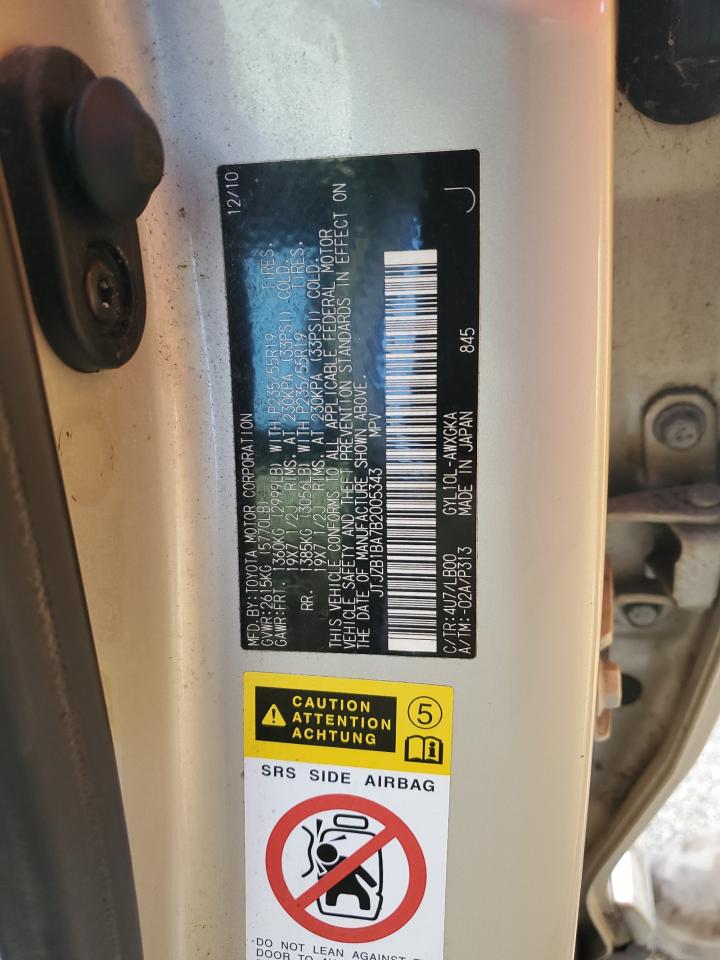 MFD.BY:TOYOTA MOTOR CORPORATION 12/10
GVWR:2615KG (5770LB)
GAWR:FRT. 1360KG (2999LB) WITH P235/55R19 TIRES,
19X7 1/2J RIMS, AT 230KPA (33PSI) COLD.
RR. 1385KG (3056LB) WITH P235/55R19 TIRES,
19X7 1/2J RIMS, AT 230KPA (33PSI) COLD.
THIS VEHICLE CONFORMS TO ALL APPLICABLE FEDERAL MOTOR
VEHICLE SAFETY AND THEFT PREVENTION STANDARDS IN EFFECT ON
THE DATE OF MANUFACTURE SHOWN ABOVE.
JTJZB1BA7B2005343 MPV
C/TR:4U7/LB00 GYL10L-AWXGKA
A/TM:-02A/P313 MADE IN JAPAN 845 J
CAUTION
ATTENTION
ACHTUNG
5
SRS SIDE AIRBAG
·DO NOT LEAN AGAINST
DOOR TO